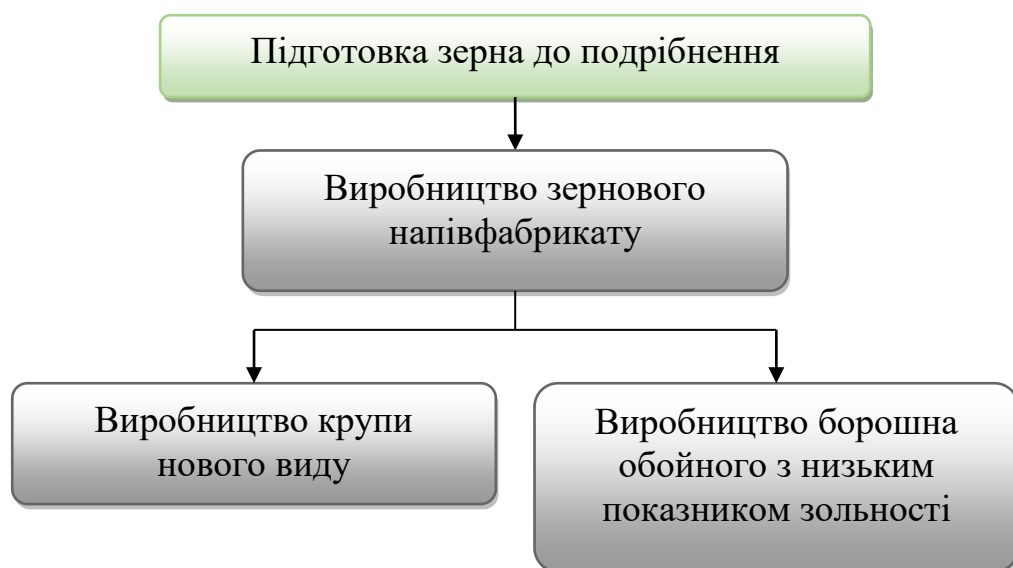 Підготовка зерна до подрібнення
Виробництво зернового
напівфабрикату
Виробництво крупи
нового виду
Виробництво борошна
обойного з низьким
показником зольності